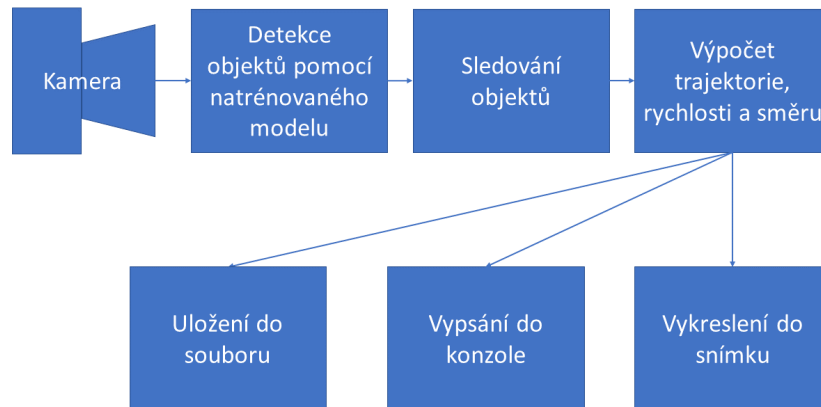 Kamera
Detekce
objektů pomocí
natrénovaného
modelu
Sledování
objektů
Výpočet
trajektorie,
rychlosti a směru
Uložení do
souboru
Vypsání do
konzole
Vykreslení do
snímku